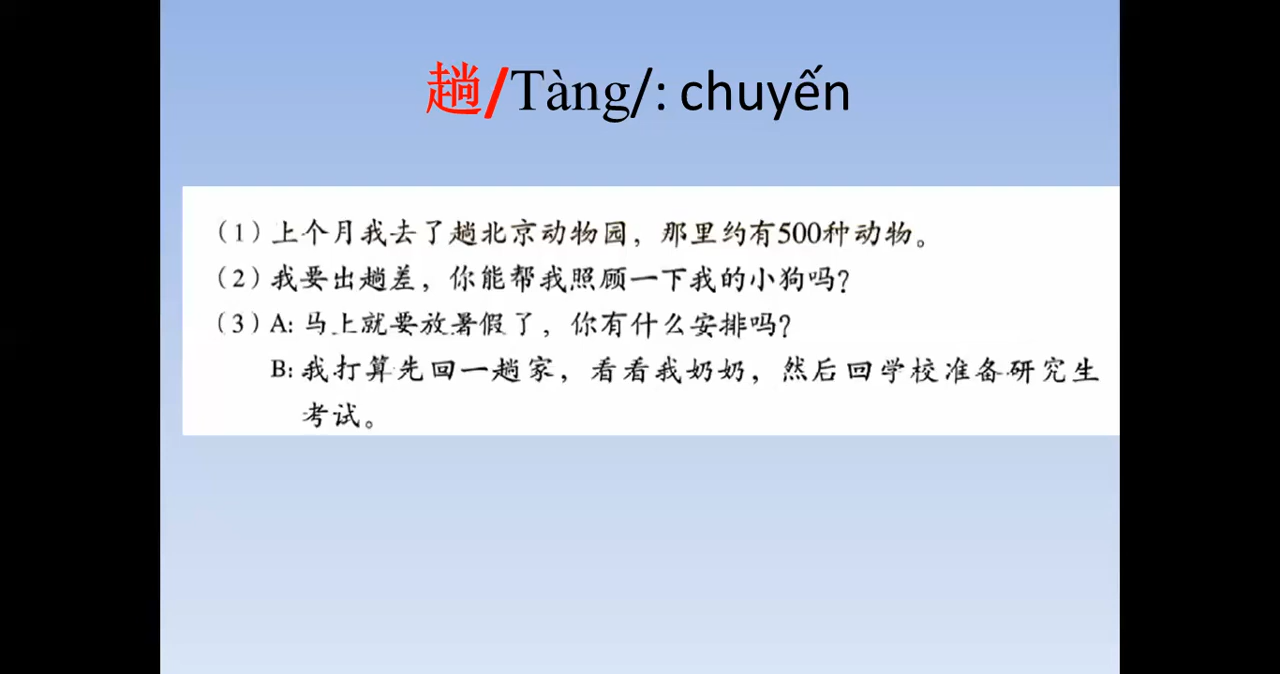 趟/Tàng/: chuyến
（1）上个月我去了趟北京动物园，那里约有500种动物。
（2）我要出趟差，你能帮我照顾一下我的小狗吗？
（3）A: 马上就要放暑假了，你有什么安排吗？
B: 我打算先回一趟家，看看我奶奶，然后回学校准备研究生
考试。